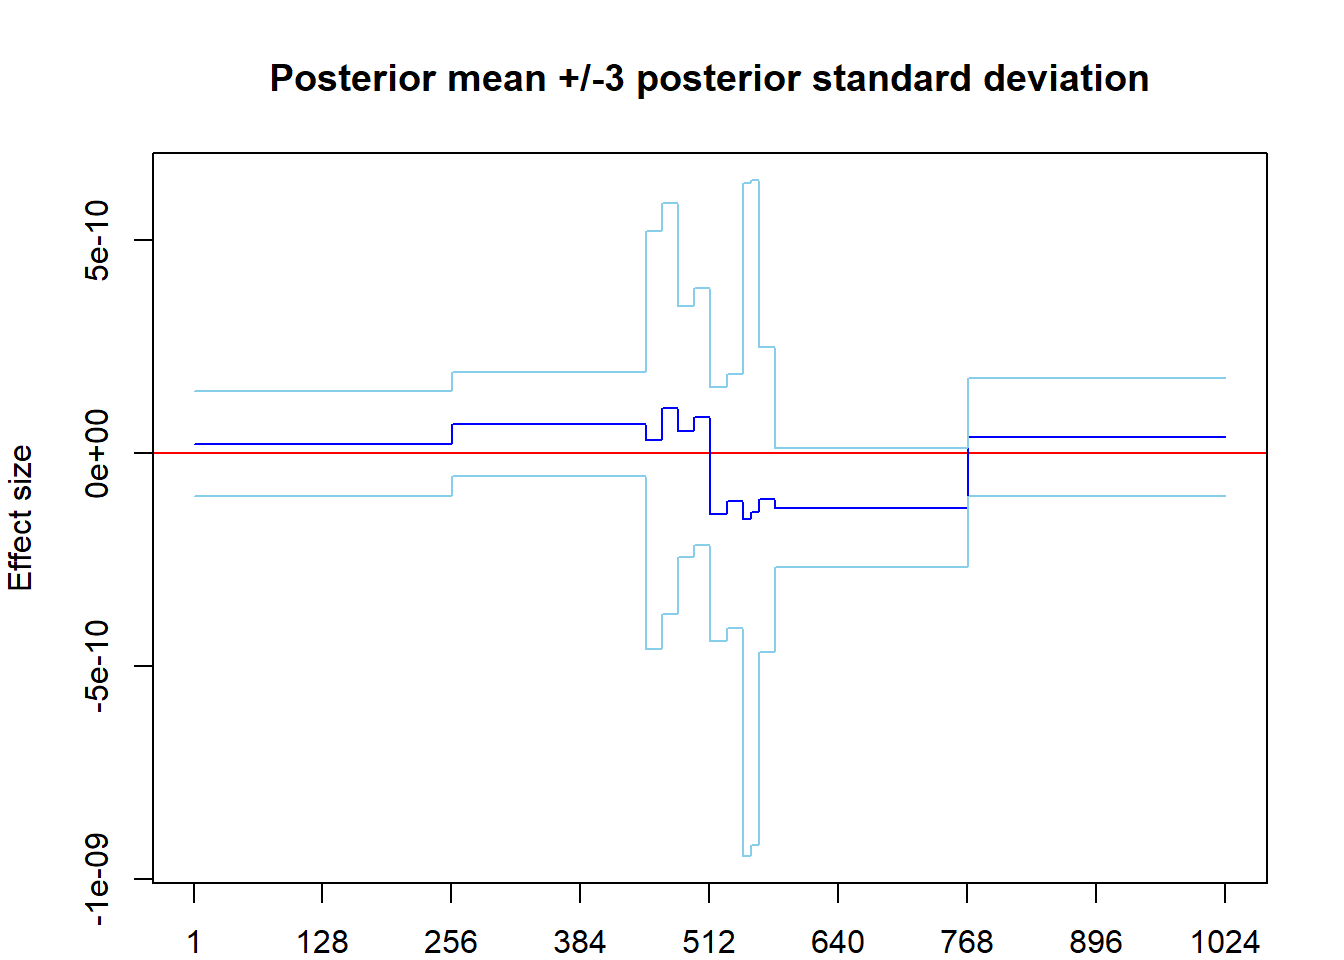 Posterior mean +/-3 posterior standard deviation
Effect size
5e-10
0e+00
-5e-10
-1e-09
1 128 256 384 512 640 768 896 1024